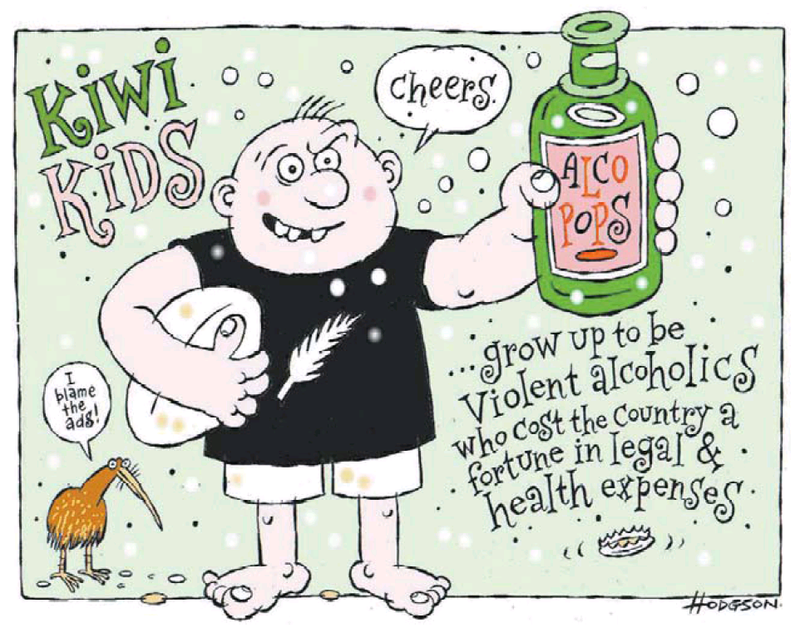 Kiwi
Kids
cheers.
ALCO
POPS
...grow up to be
violent alcoholics
who cost the country a
fortune in legal &
health expenses.
I
blame
the
ads!
HODGSON.